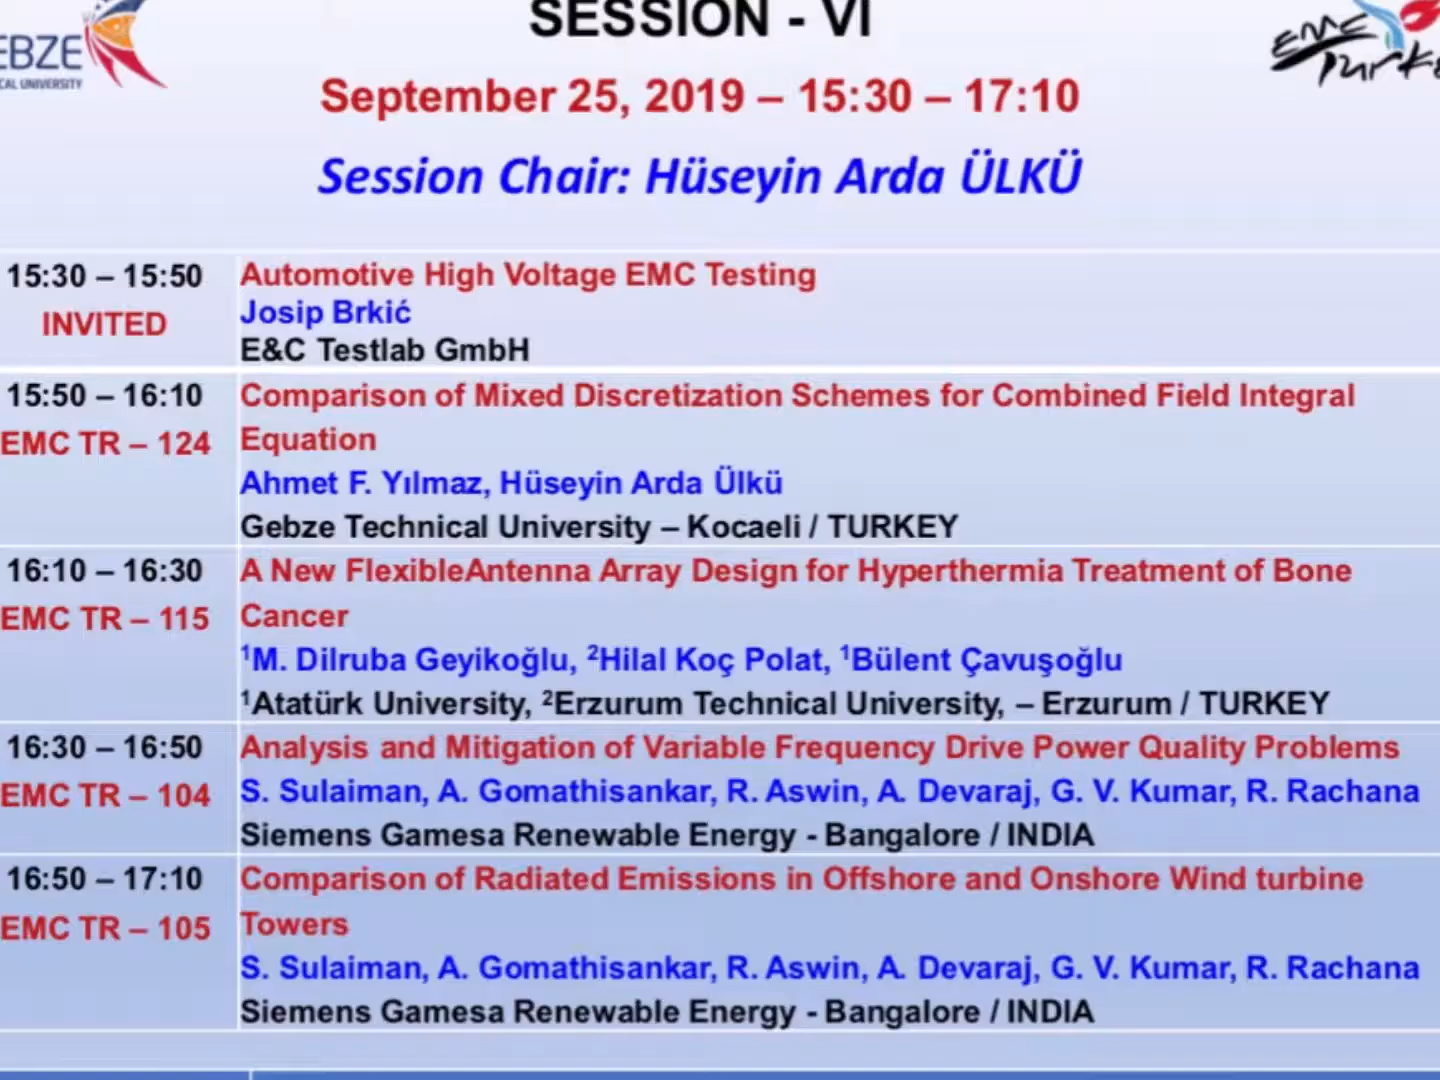 SESSION - VI
EBZE
CAL UNIVERSITY
EMC
Turk
September 25, 2019 – 15:30 – 17:10
Session Chair: Hüseyin Arda ÜLKÜ
15:30 – 15:50
INVITED
Automotive High Voltage EMC Testing
Josip Brkić
E&C Testlab GmbH
15:50 – 16:10
EMC TR – 124
Comparison of Mixed Discretization Schemes for Combined Field Integral
Equation
Ahmet F. Yılmaz, Hüseyin Arda Ülkü
Gebze Technical University – Kocaeli / TURKEY
16:10 – 16:30
EMC TR – 115
A New FlexibleAntenna Array Design for Hyperthermia Treatment of Bone
Cancer
¹M. Dilruba Geyikoğlu, ²Hilal Koç Polat, ¹Bülent Çavuşoğlu
¹Atatürk University, ²Erzurum Technical University, – Erzurum / TURKEY
16:30 – 16:50
EMC TR – 104
Analysis and Mitigation of Variable Frequency Drive Power Quality Problems
S. Sulaiman, A. Gomathisankar, R. Aswin, A. Devaraj, G. V. Kumar, R. Rachana
Siemens Gamesa Renewable Energy - Bangalore / INDIA
16:50 – 17:10
EMC TR – 105
Comparison of Radiated Emissions in Offshore and Onshore Wind turbine
Towers
S. Sulaiman, A. Gomathisankar, R. Aswin, A. Devaraj, G. V. Kumar, R. Rachana
Siemens Gamesa Renewable Energy - Bangalore / INDIA